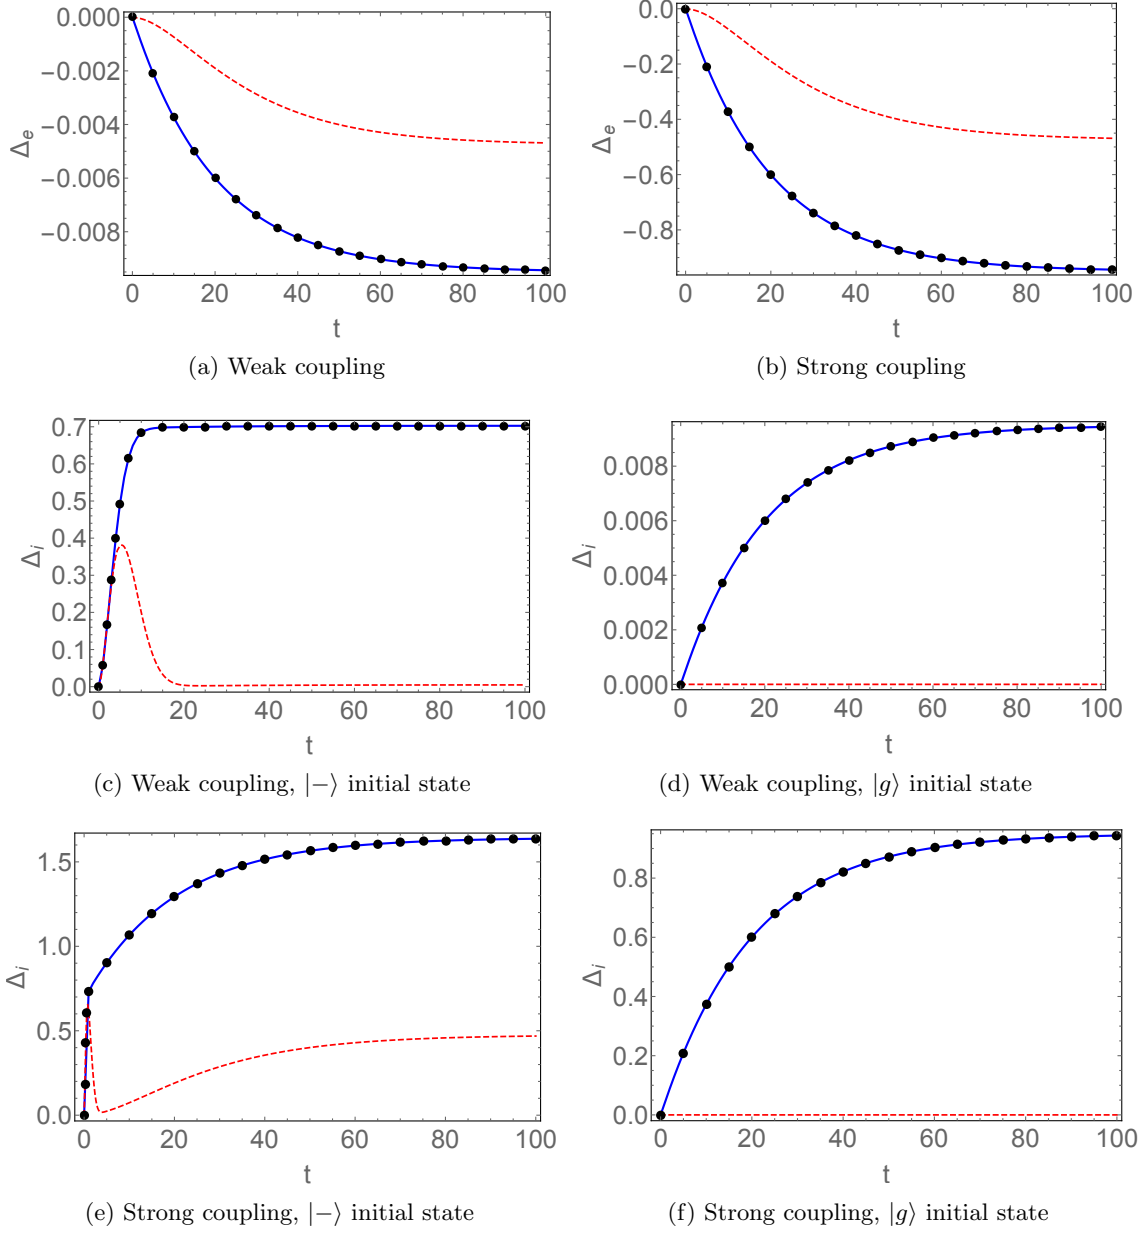 0.000
−0.002
−0.004
−0.006
−0.008
Δe
0 20 40 60 80 100
t
(a) Weak coupling
0.0
−0.2
−0.4
−0.6
−0.8
Δe
0 20 40 60 80 100
t
(b) Strong coupling
0.7
0.6
0.5
0.4
0.3
0.2
0.1
0.0
Δi
0 20 40 60 80 100
t
(c) Weak coupling, |−⟩ initial state
0.008
0.006
0.004
0.002
0.000
Δi
0 20 40 60 80 100
t
(d) Weak coupling, |g⟩ initial state
1.5
1.0
0.5
0.0
Δi
0 20 40 60 80 100
t
(e) Strong coupling, |−⟩ initial state
0.8
0.6
0.4
0.2
0.0
Δi
0 20 40 60 80 100
t
(f) Strong coupling, |g⟩ initial state